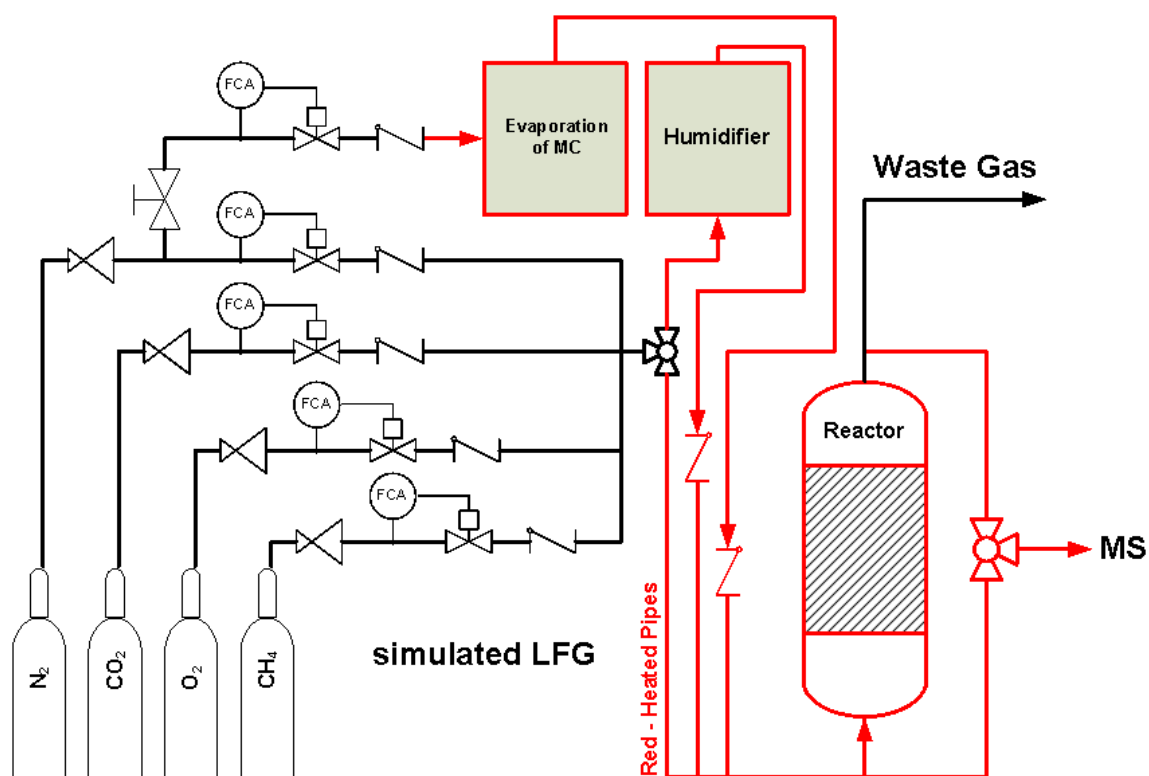 FCA
Evaporation
of MC
Humidifier
Waste Gas
FCA
FCA
FCA
Reactor
FCA
MS
simulated LFG
Red - Heated Pipes
N₂
CO₂
O₂
CH₄